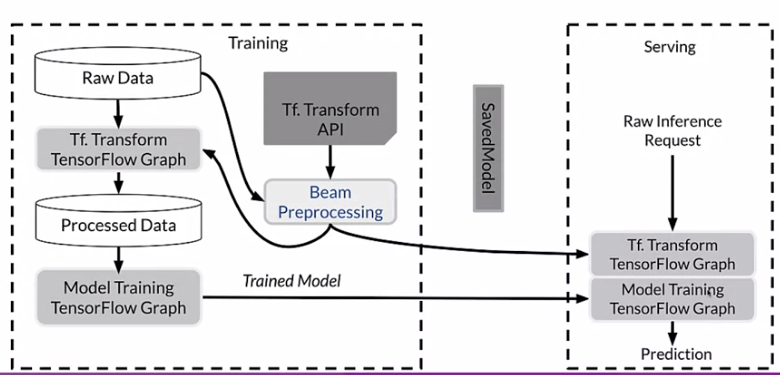 Training
Raw Data
Tf. Transform
API
Tf. Transform
TensorFlow Graph
Beam
Preprocessing
Processed Data
Model Training
TensorFlow Graph
Trained Model
SavedModel
Serving
Raw Inference
Request
Tf. Transform
TensorFlow Graph
Model Training
TensorFlow Graph
Prediction